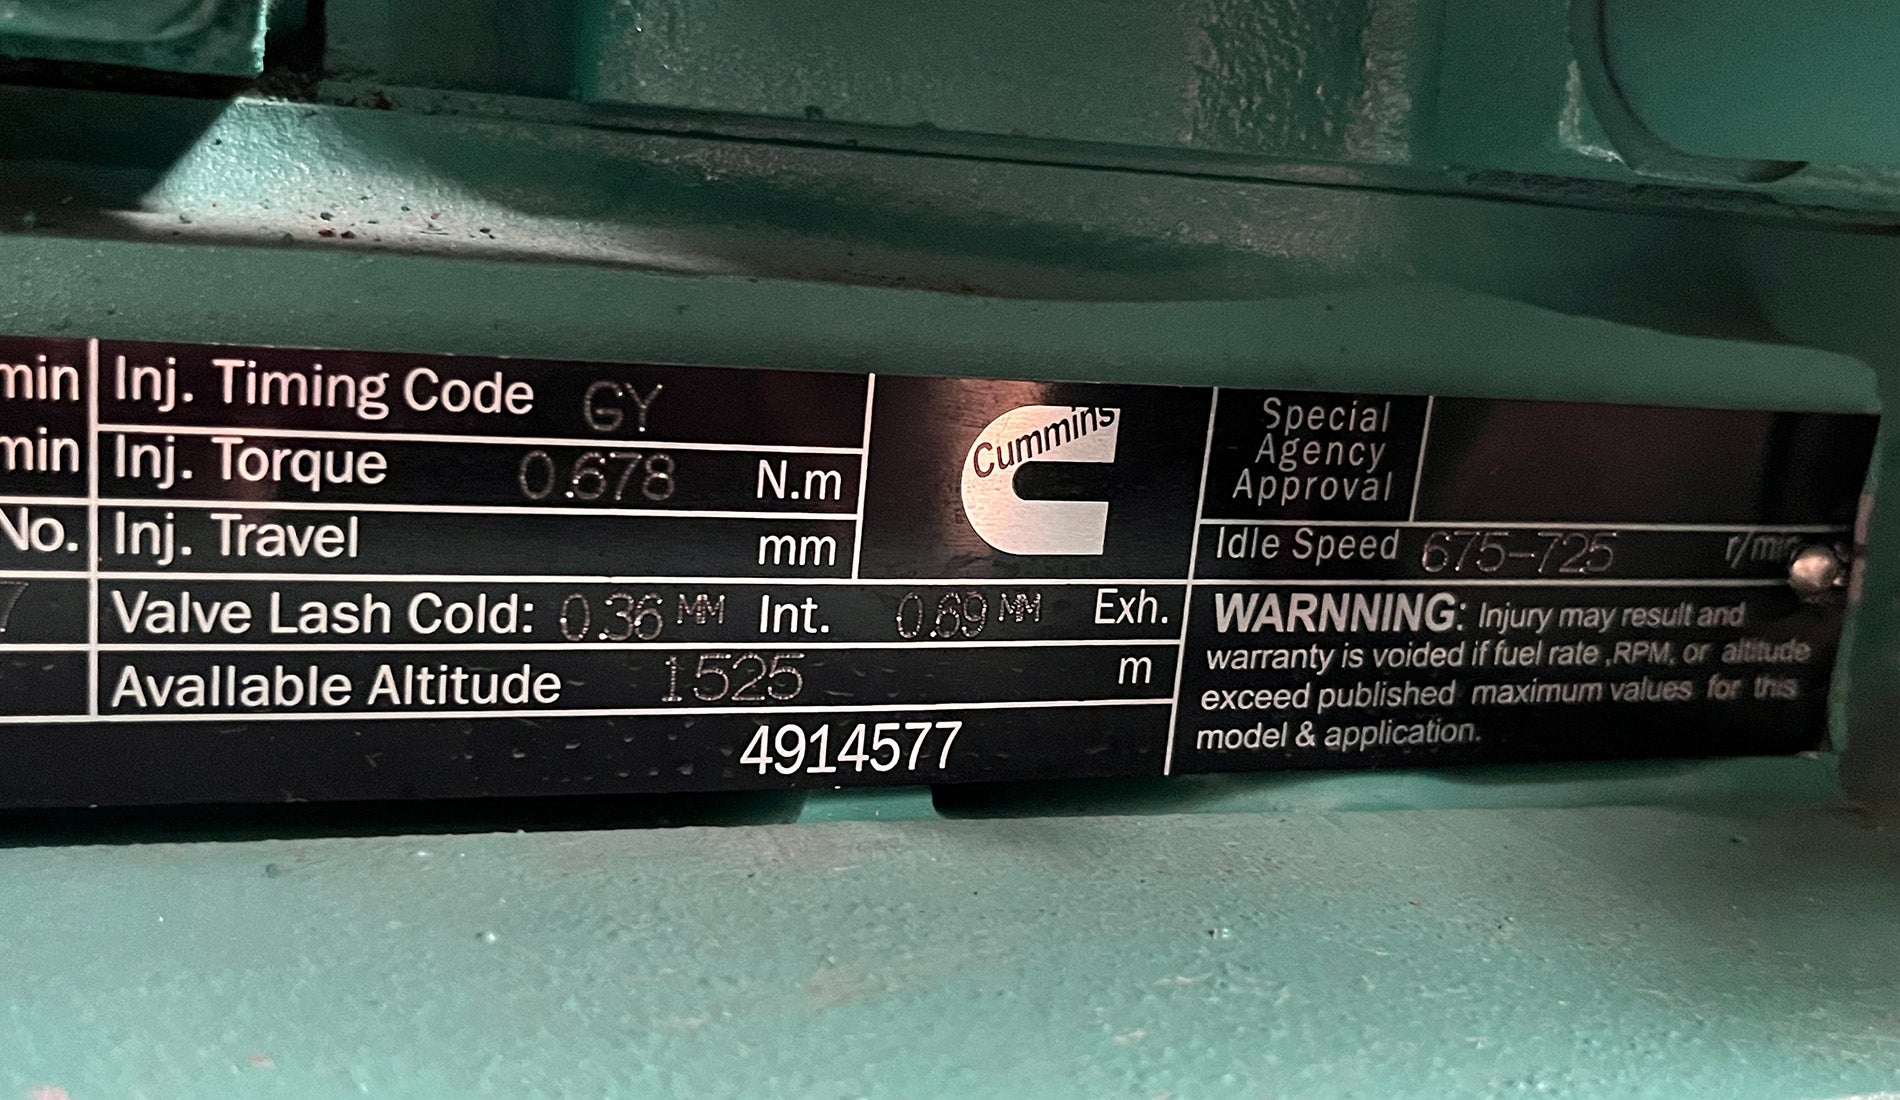 min Inj. Timing Code GY
min Inj. Torque 0.678 N.m
No. Inj. Travel mm
7 Valve Lash Cold: 0.36 MM Int. 0.69 MM Exh.
Avallable Altitude 1525 m
4914577
Cummins
Special
Agency
Approval
Idle Speed 675-725 r/min
WARNNING: Injury may result and
warranty is voided if fuel rate ,RPM, or altitude
exceed published maximum values for this
model & application.